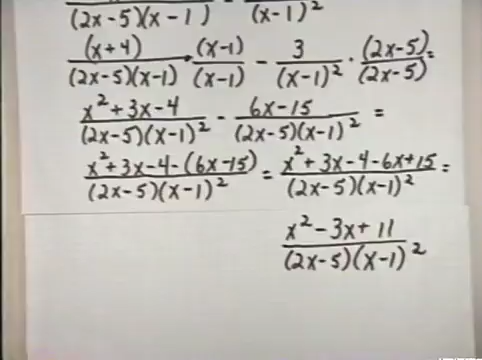 (2x-5)(x-1) (x-1)²
(x+4)/(2x-5)(x-1) · (x-1)/(x-1) - 3/(x-1)² · (2x-5)/(2x-5) =
x²+3x-4/(2x-5)(x-1)² - 6x-15/(2x-5)(x-1)² =
x²+3x-4-(6x-15)/(2x-5)(x-1)² = x²+3x-4-6x+15/(2x-5)(x-1)² =
x²-3x+11/(2x-5)(x-1)²